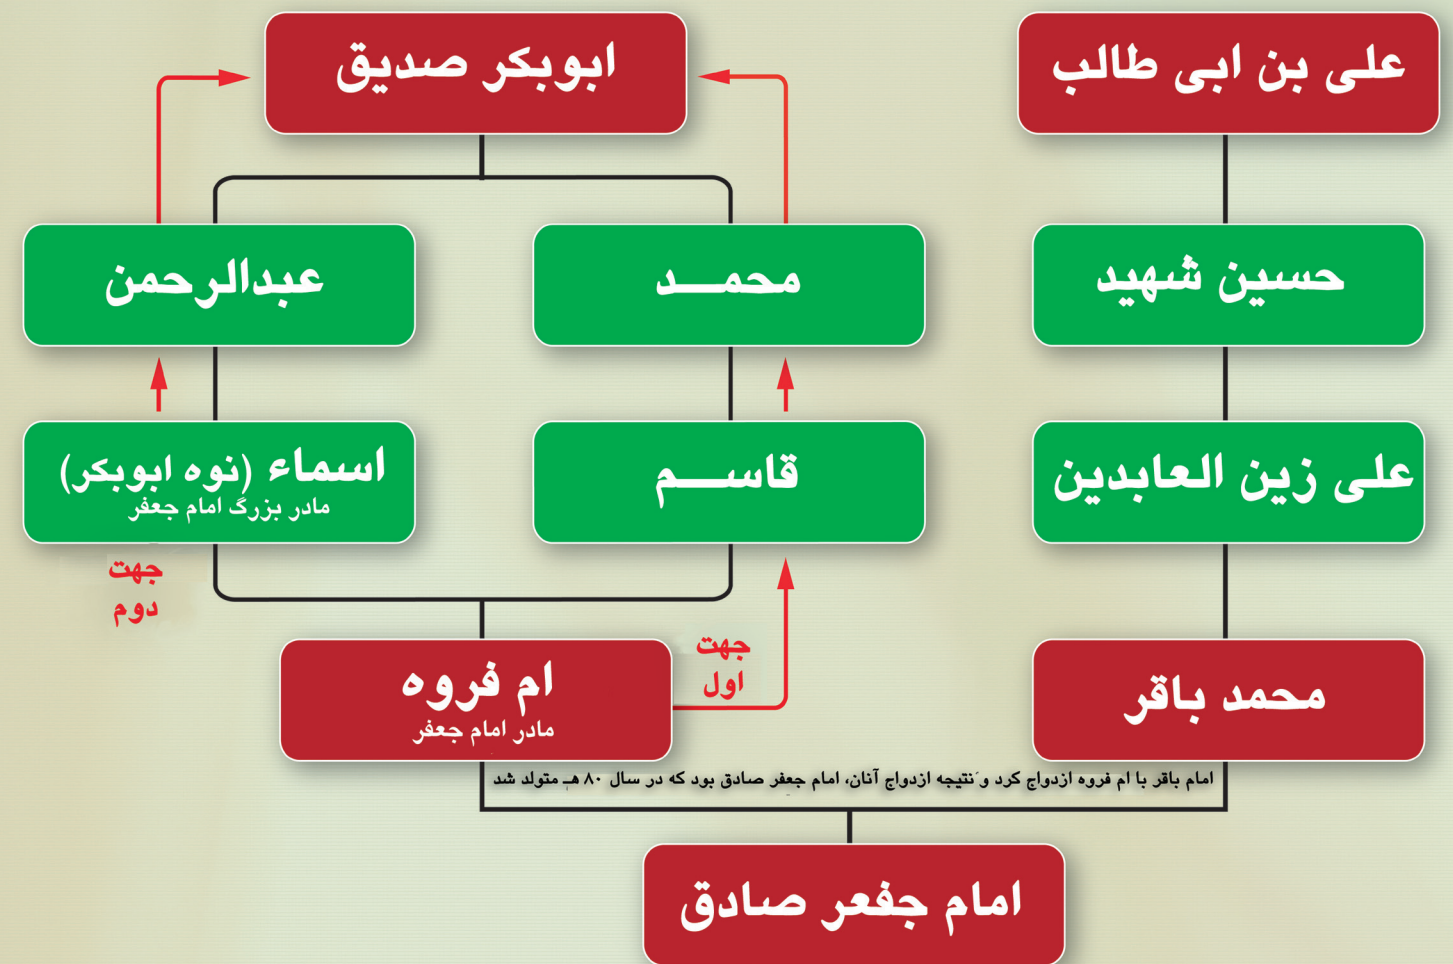 علی بن ابی طالب
ابوبکر صدیق
حسین شهید
محمـــد
عبدالرحمن
علی زین العابدین
قاســـم
اسماء (نوه ابوبکر)
مادر بزرگ امام جعفر
جهت
دوم
جهت
اول
محمد باقر
ام فروه
مادر امام جعفر
امام باقر با ام فروه ازدواج کرد و نتیجه ازدواج آنان، امام جعفر صادق بود که در سال ۸۰ هـ متولد شد
امام جفعر صادق